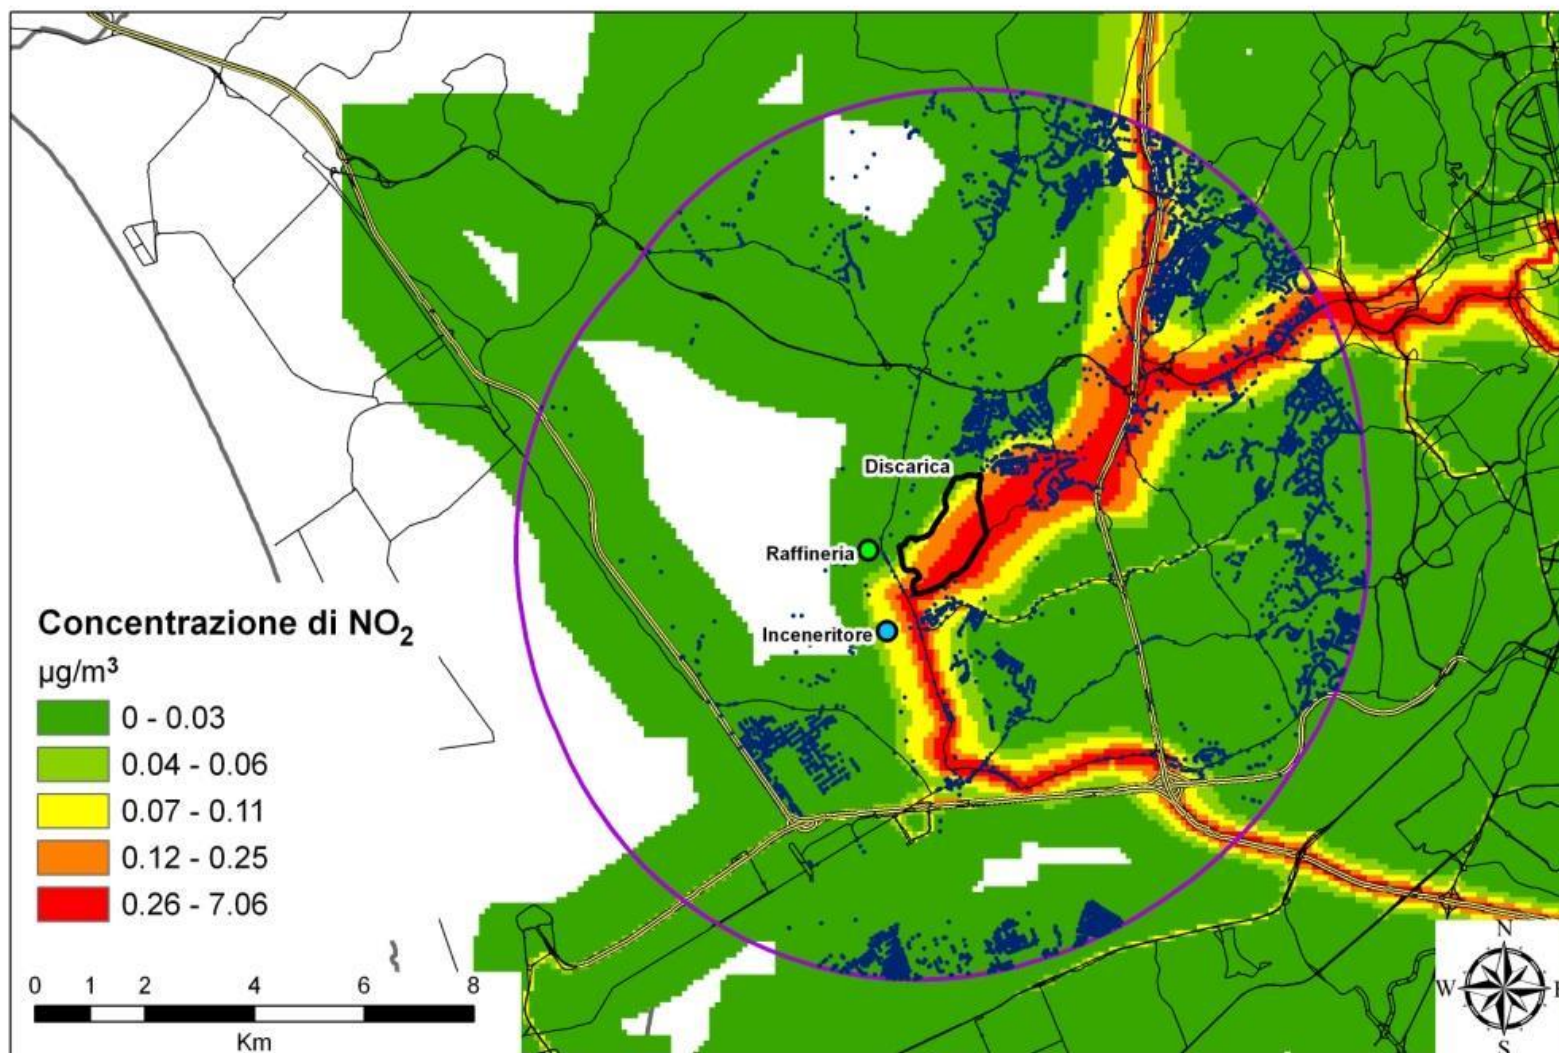 Discarica
Raffineria
Inceneritore
Concentrazione di NO₂
µg/m³
0 - 0.03
0.04 - 0.06
0.07 - 0.11
0.12 - 0.25
0.26 - 7.06
0 1 2 4 6 8
Km
N
W E
S